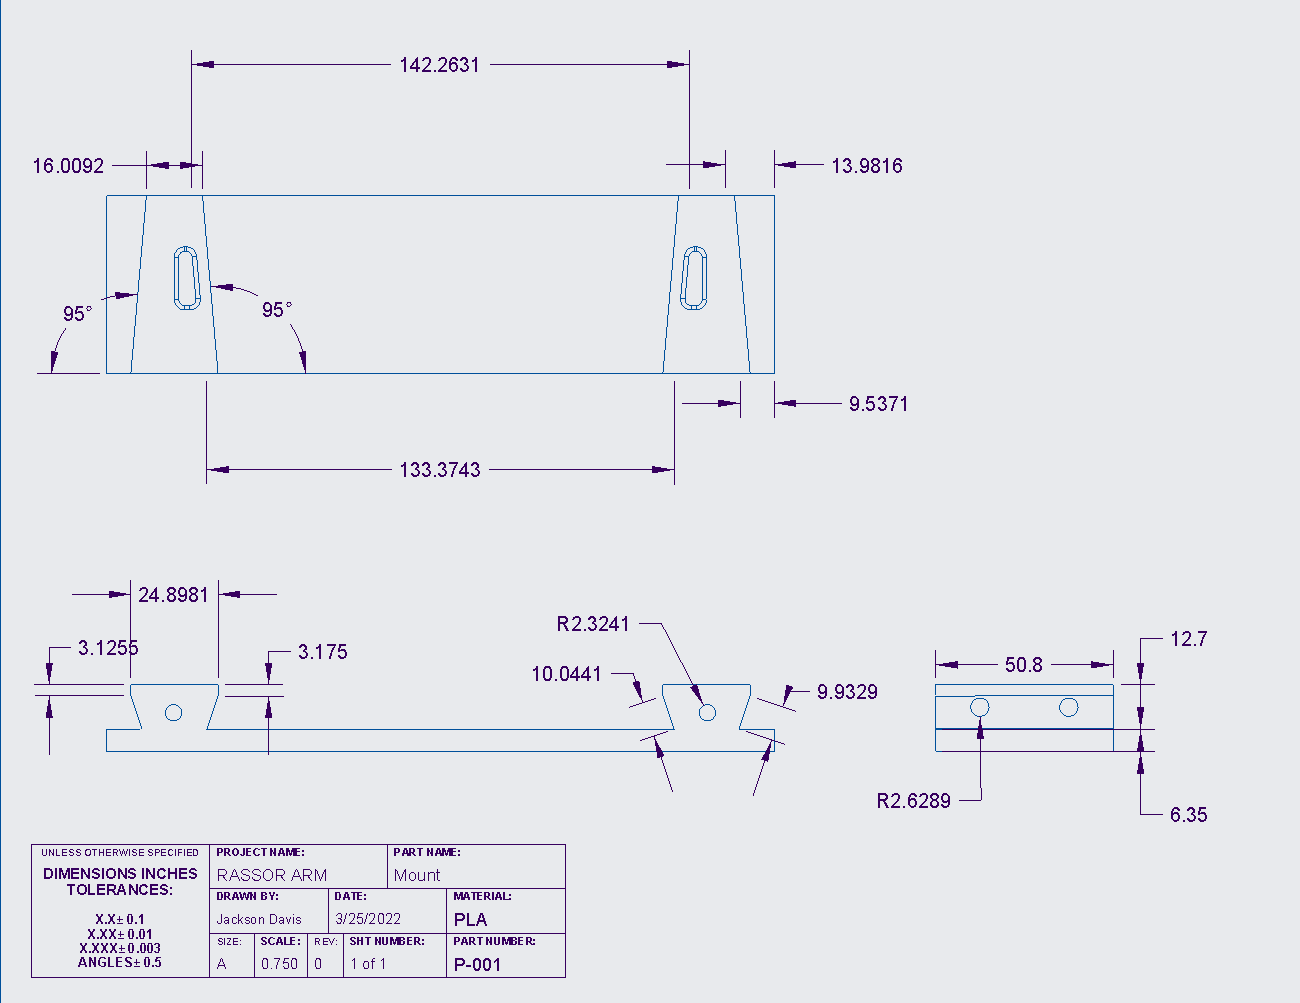 142.2631
16.0092
13.9816
95°
95°
9.5371
133.3743
24.8981
3.1255
3.175
R2.3241
10.0441
9.9329
50.8
12.7
R2.6289
6.35
UNLESS OTHERWISE SPECIFIED
DIMENSIONS INCHES
TOLERANCES:
X.X± 0.1
X.XX± 0.01
X.XXX± 0.003
ANGLES± 0.5
PROJECT NAME:
RASSOR ARM
PART NAME:
Mount
DRAWN BY:
Jackson Davis
DATE:
3/25/2022
MATERIAL:
PLA
SIZE:
A
SCALE:
0.750
REV:
0
SHT NUMBER:
1 of 1
PART NUMBER:
P-001